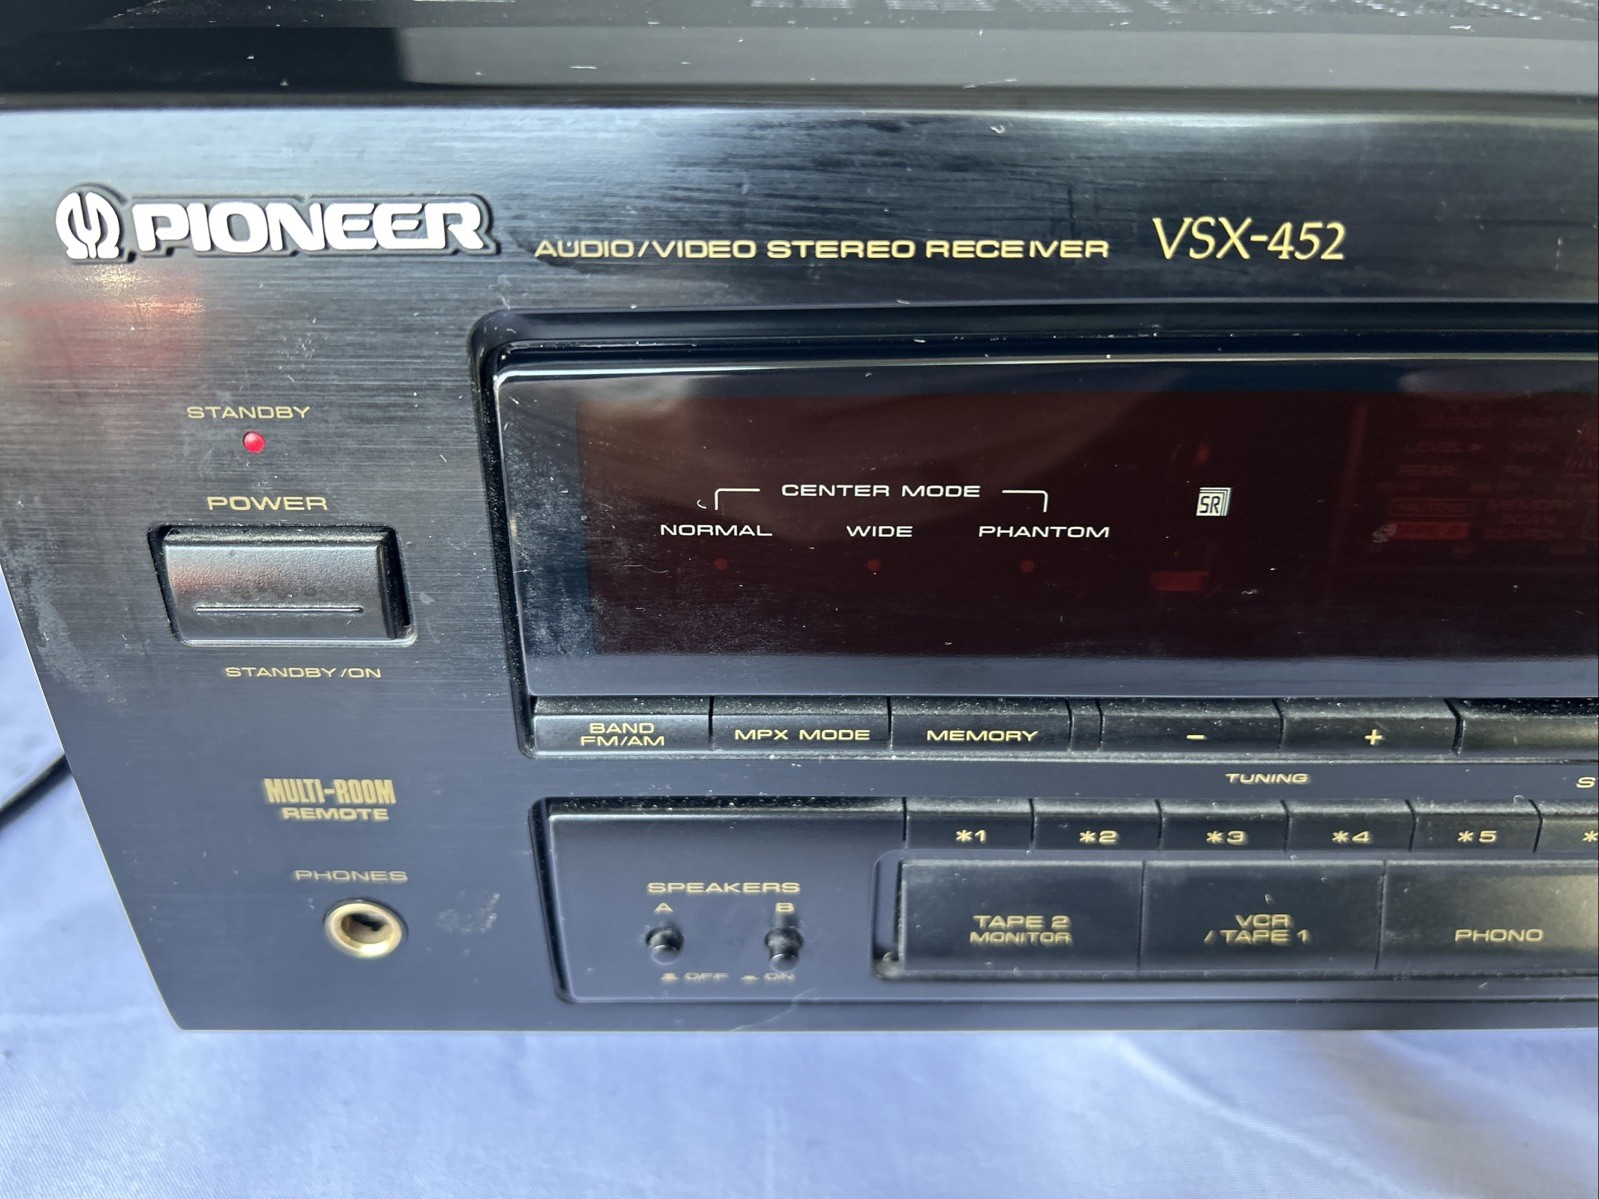 PIONEER
AUDIO/VIDEO STEREO RECEIVER VSX-452
STANDBY
POWER
STANDBY/ON
CENTER MODE
NORMAL WIDE PHANTOM
SR
BAND
FM/AM
MPX MODE
MEMORY
- +
TUNING
S
MULTI-ROOM
REMOTE
PHONES
*1 *2 *3 *4 *5 *
SPEAKERS
A B
OFF ON
TAPE 2
MONITOR
VCR
/TAPE 1
PHONO